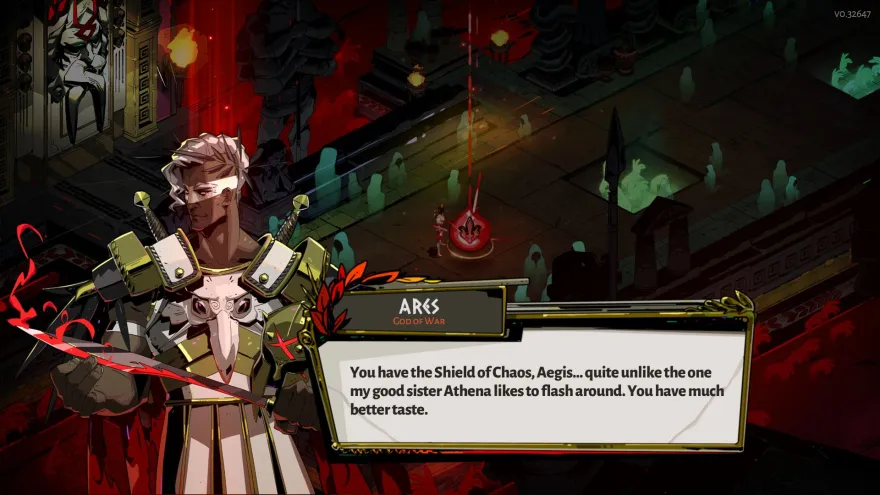 V0.32647
ARES
GOD OF WAR
You have the Shield of Chaos, Aegis... quite unlike the one
my good sister Athena likes to flash around. You have much
better taste.